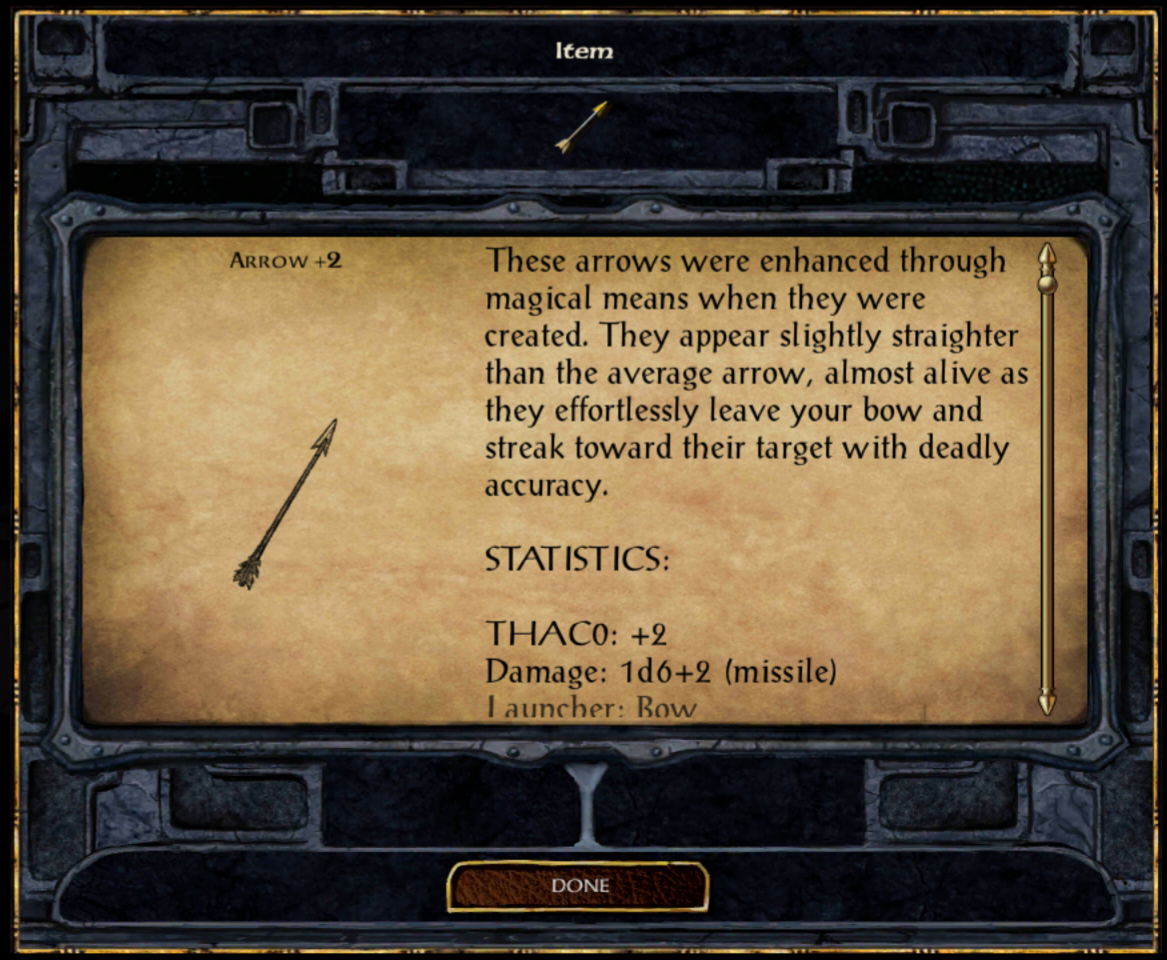 Item
ARROW +2
These arrows were enhanced through
magical means when they were
created. They appear slightly straighter
than the average arrow, almost alive as
they effortlessly leave your bow and
streak toward their target with deadly
accuracy.
STATISTICS:
THAC0: +2
Damage: 1d6+2 (missile)
Launcher: Bow
DONE